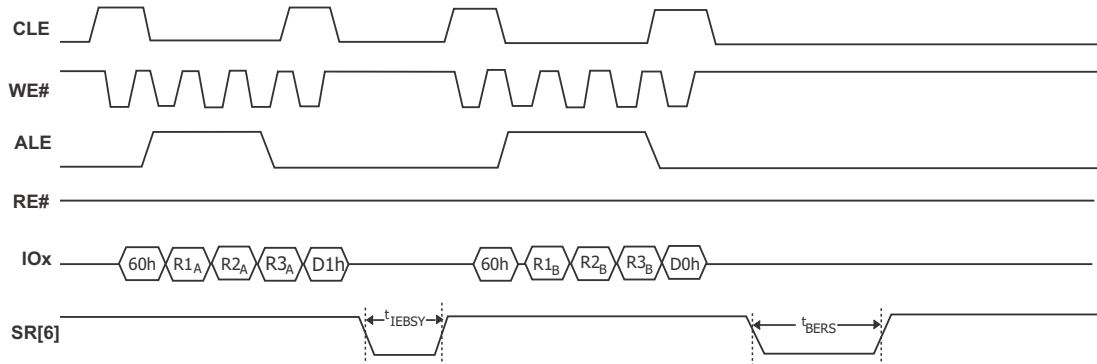 CLE
WE#
ALE
RE#
IOx 60h R1A R2A R3A D1h 60h R1B R2B R3B D0h
SR[6] tIEBSY tBERS